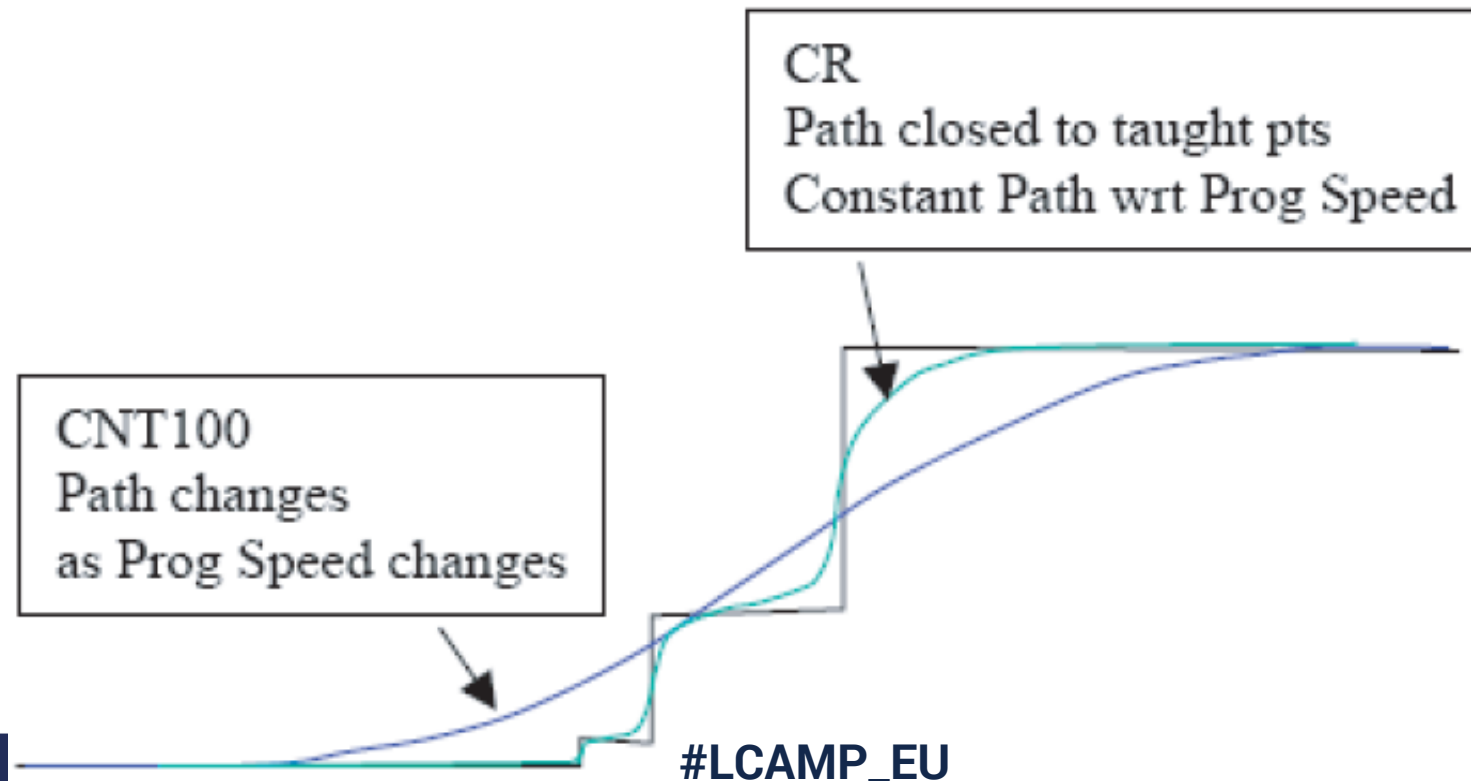 CR
Path closed to taught pts
Constant Path wrt Prog Speed
CNT100
Path changes
as Prog Speed changes
#LCAMP_EU